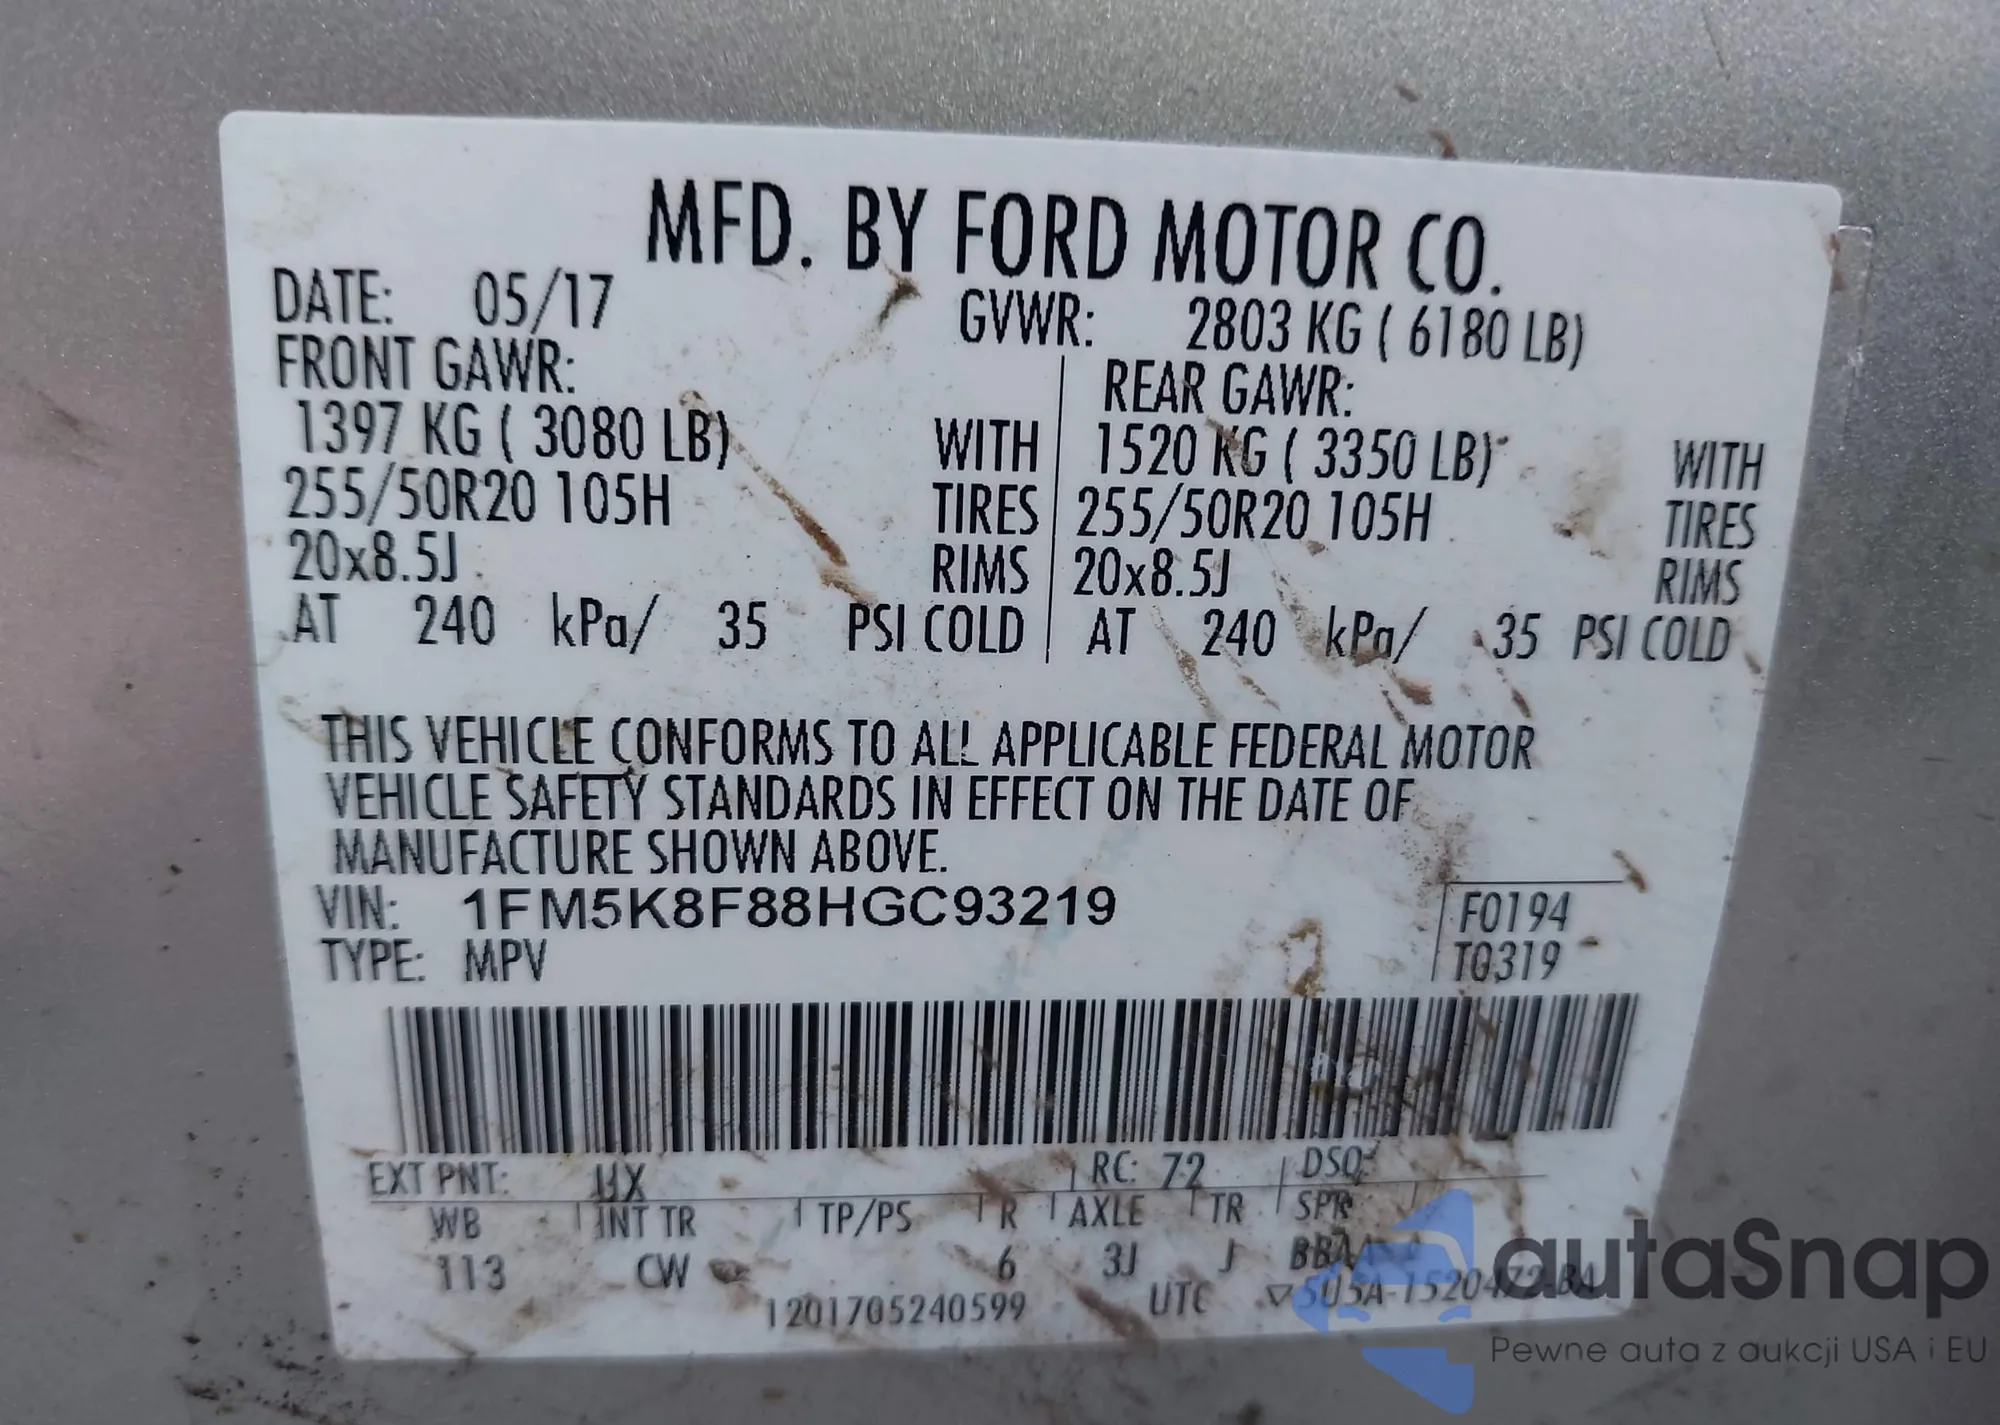 MFD. BY FORD MOTOR CO.
DATE: 05/17 GVWR: 2803 KG ( 6180 LB)
FRONT GAWR: REAR GAWR:
1397 KG ( 3080 LB) WITH 1520 KG ( 3350 LB) WITH
255/50R20 105H TIRES 255/50R20 105H TIRES
20x8.5J RIMS 20x8.5J RIMS
AT 240 kPa/ 35 PSI COLD AT 240 kPa/ 35 PSI COLD
THIS VEHICLE CONFORMS TO ALL APPLICABLE FEDERAL MOTOR
VEHICLE SAFETY STANDARDS IN EFFECT ON THE DATE OF
MANUFACTURE SHOWN ABOVE.
VIN: 1FM5K8F88HGC93219 F0194
TYPE: MPV T0319
EXT PNT: UX RC: 72 DSO:
WB INT TR TP/PS R AXLE TR SPR
113 CW 6 3J J
1201705240599 UTC
autaSnap
Pewne auta z aukcji USA i EU